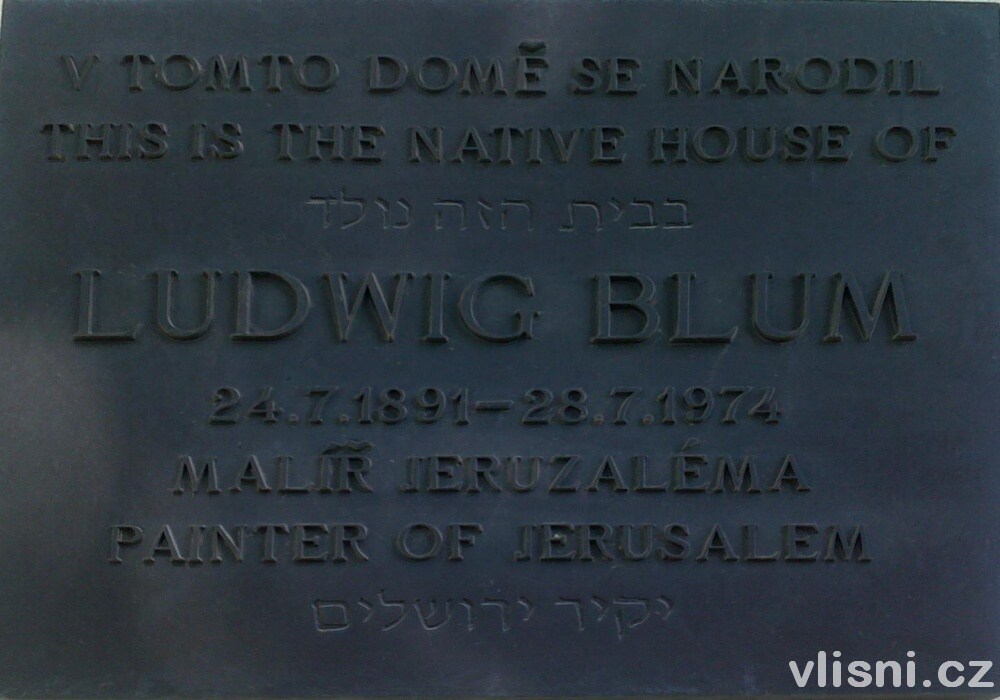 V TOMTO DOMĚ SE NARODIL
THIS IS THE NATIVE HOUSE OF
בבית הזה נולד
LUDWIG BLUM
24.7.1891–28.7.1974
MALÍŘ JERUZALÉMA
PAINTER OF JERUSALEM
יקיר ירושלים
vlisni.cz